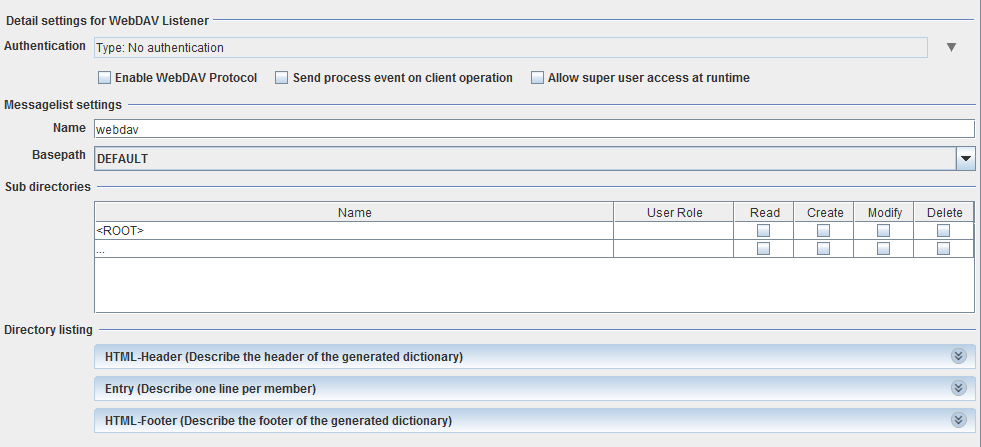 Detail settings for WebDAV Listener
Authentication Type: No authentication
Enable WebDAV Protocol Send process event on client operation Allow super user access at runtime
Messagelist settings
Name webdav
Basepath DEFAULT
Sub directories
Name User Role Read Create Modify Delete
<ROOT>
...
Directory listing
HTML-Header (Describe the header of the generated dictionary)
Entry (Describe one line per member)
HTML-Footer (Describe the footer of the generated dictionary)